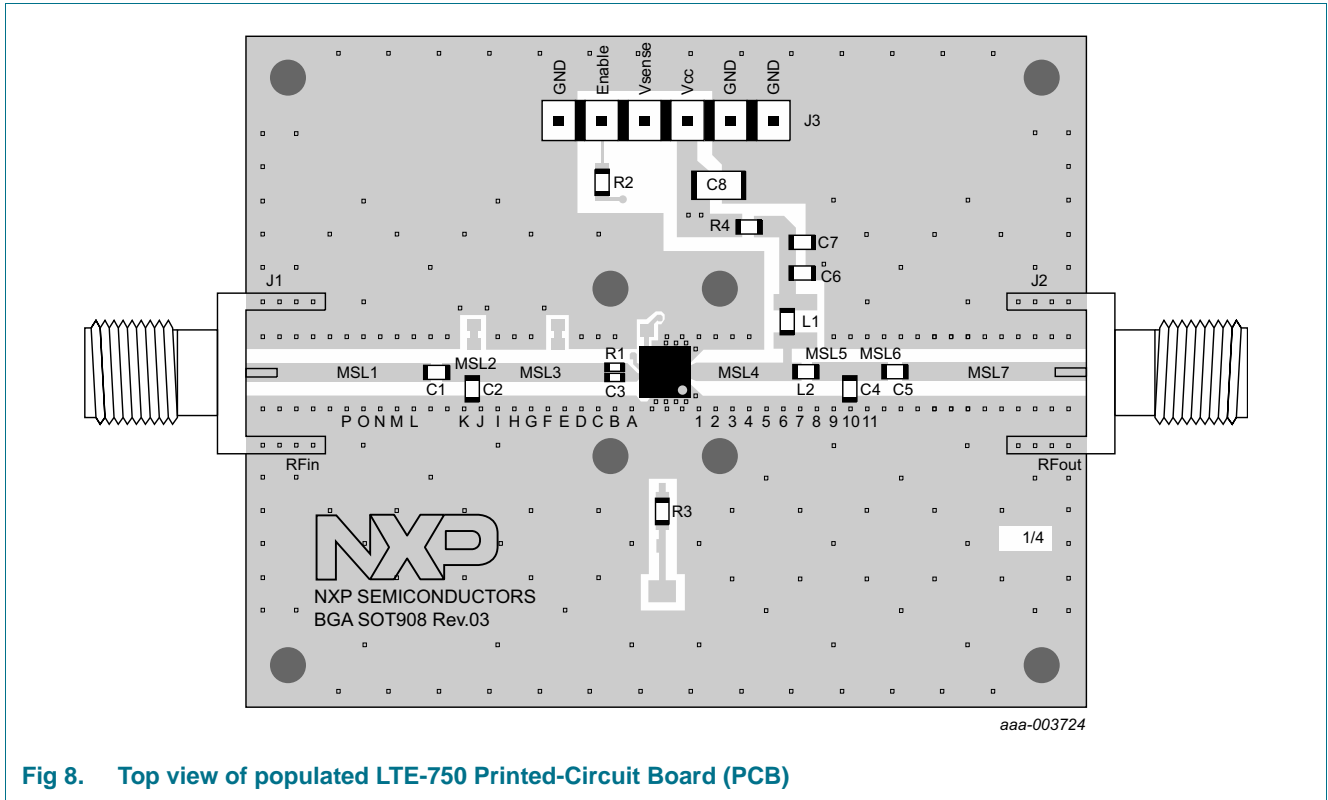 GND
Enable
Vsense
Vcc
GND
GND
J3
R2
C8
R4
C7
C6
J1
J2
L1
MSL1
MSL2
MSL3
R1
MSL4
MSL5
MSL6
MSL7
C1
C2
C3
L2
C4
C5
P O N M L K J I H G F E D C B A 1 2 3 4 5 6 7 8 9 10 11
RFin
RFout
R3
1/4
NXP
NXP SEMICONDUCTORS
BGA SOT908 Rev.03
aaa-003724
Fig 8. Top view of populated LTE-750 Printed-Circuit Board (PCB)